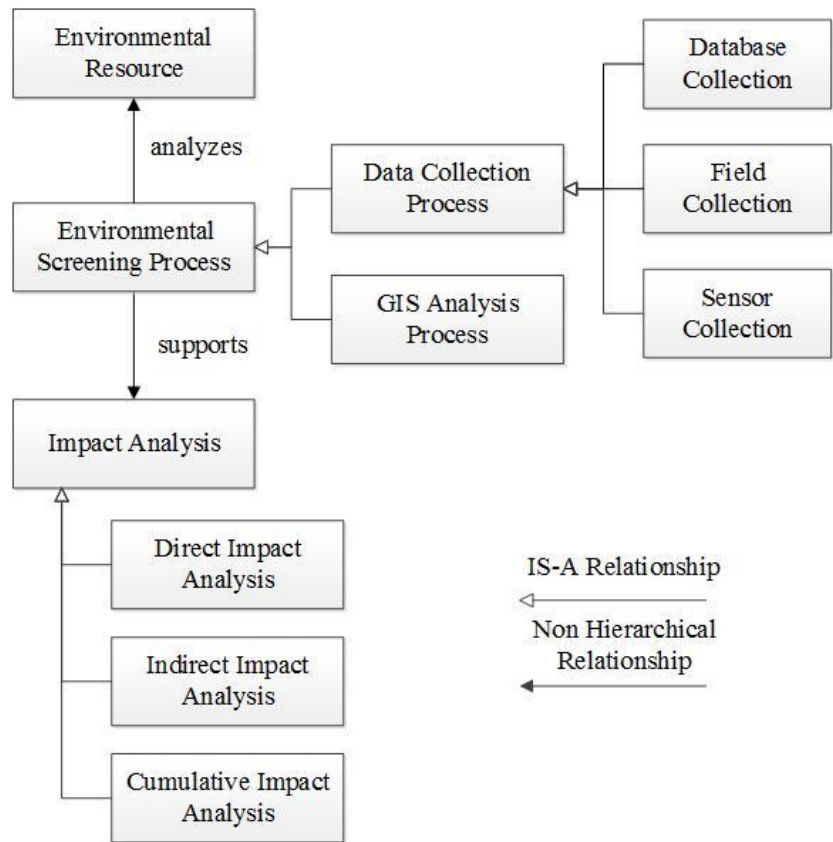 Environmental
Resource
analyzes
Environmental
Screening Process
supports
Impact Analysis
Direct Impact
Analysis
Indirect Impact
Analysis
Cumulative Impact
Analysis
Data Collection
Process
GIS Analysis
Process
Database
Collection
Field
Collection
Sensor
Collection
IS-A Relationship
Non Hierarchical
Relationship